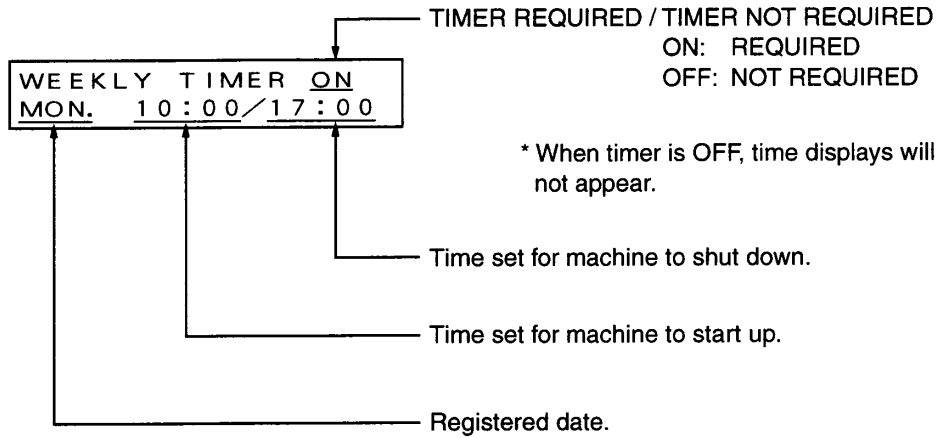 TIMER REQUIRED / TIMER NOT REQUIRED
ON: REQUIRED
OFF: NOT REQUIRED
WEEKLY TIMER ON
MON. 10:00/17:00
* When timer is OFF, time displays will
not appear.
Time set for machine to shut down.
Time set for machine to start up.
Registered date.